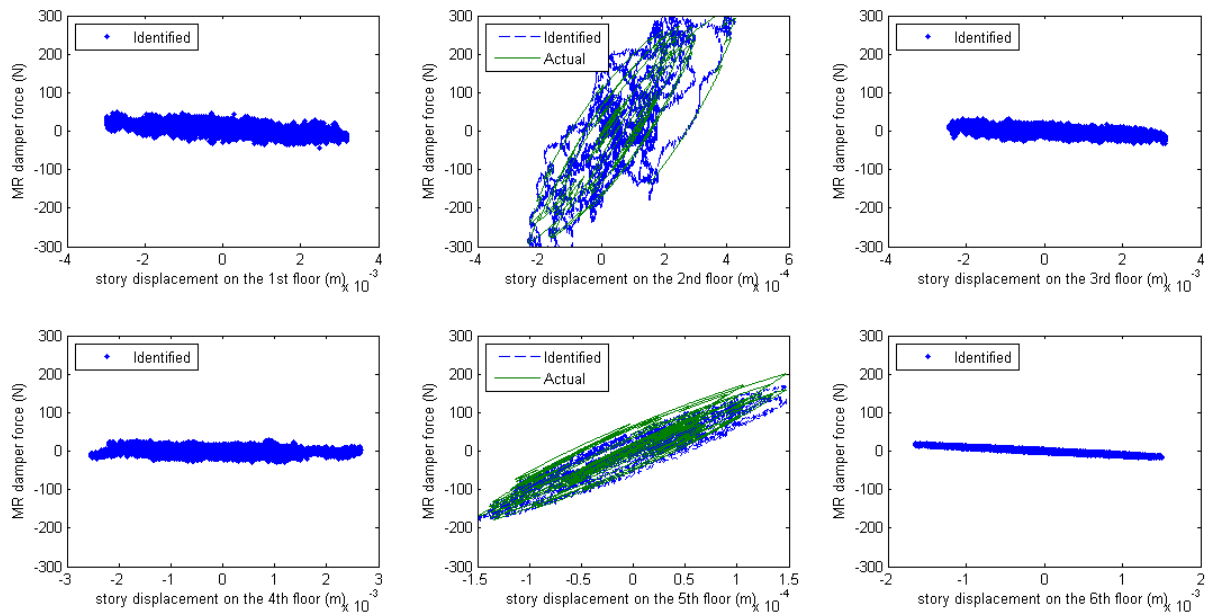 300
200
100
0
-100
-200
-300
MR damper force (N)
Identified
-4
-2
0
2
4
story displacement on the 1st floor (m)
x 10^-3
300
200
100
0
-100
-200
-300
MR damper force (N)
Identified
Actual
-4
-2
0
2
4
6
story displacement on the 2nd floor (m)
x 10^-4
300
200
100
0
-100
-200
-300
MR damper force (N)
Identified
-4
-2
0
2
4
story displacement on the 3rd floor (m)
x 10^-3
300
200
100
0
-100
-200
-300
MR damper force (N)
Identified
-3
-2
-1
0
1
2
3
story displacement on the 4th floor (m)
x 10^-3
300
200
100
0
-100
-200
-300
MR damper force (N)
Identified
Actual
-1.5
-1
-0.5
0
0.5
1
1.5
story displacement on the 5th floor (m)
x 10^-4
300
200
100
0
-100
-200
-300
MR damper force (N)
Identified
-2
-1
0
1
2
story displacement on the 6th floor (m)
x 10^-3